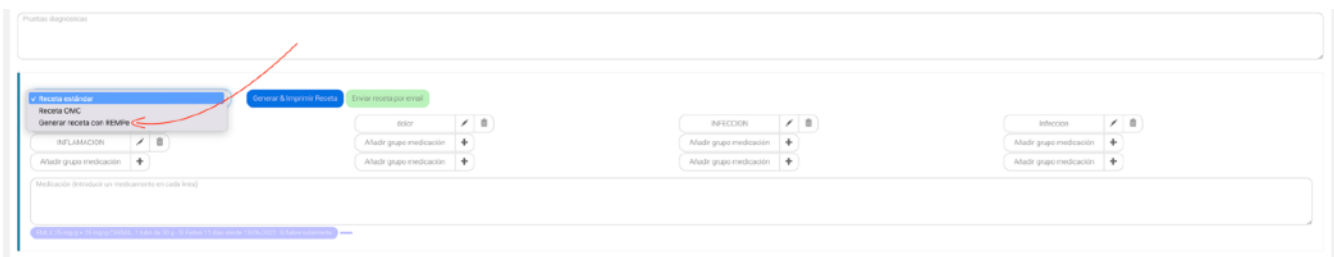 Pruebas diagnósticas
✓ Receta estándar
Generar & Imprimir Receta
Enviar receta por email
Receta OMC
Generar receta con REMPe
dolor
INFECCION
Infeccion
INFLAMACION
Añadir grupo medicación +
Añadir grupo medicación +
Añadir grupo medicación +
Añadir grupo medicación +
Añadir grupo medicación +
Añadir grupo medicación +
Añadir grupo medicación +
Medicación (Introducir un medicamento en cada línea)